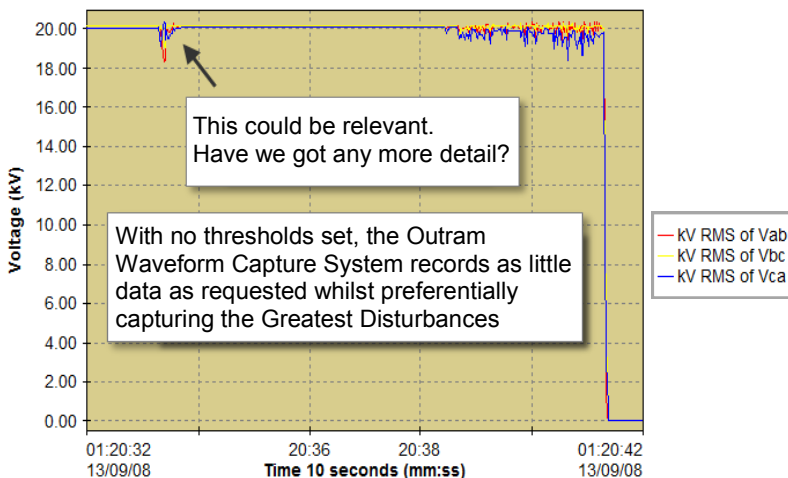 20.00
18.00
16.00
14.00
12.00
10.00
8.00
6.00
4.00
2.00
0.00
Voltage (kV)
This could be relevant.
Have we got any more detail?
With no thresholds set, the Outram
Waveform Capture System records as little
data as requested whilst preferentially
capturing the Greatest Disturbances
kV RMS of Vab
kV RMS of Vbc
kV RMS of Vca
01:20:32 20:36 20:38 01:20:42
13/09/08 Time 10 seconds (mm:ss) 13/09/08